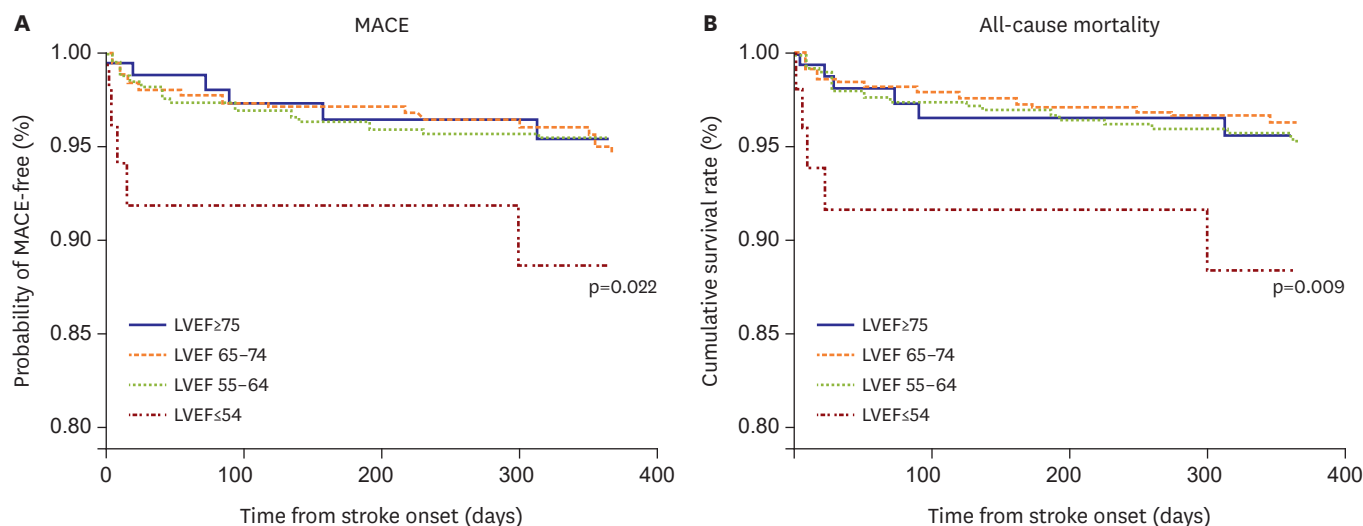 A
MACE
Probability of MACE-free (%)
1.00
0.95
0.90
0.85
0.80
p=0.022
LVEF≥75
LVEF 65–74
LVEF 55–64
LVEF≤54
0
100
200
300
400
Time from stroke onset (days)
B
All-cause mortality
Cumulative survival rate (%)
1.00
0.95
0.90
0.85
0.80
p=0.009
LVEF≥75
LVEF 65–74
LVEF 55–64
LVEF≤54
100
200
300
400
Time from stroke onset (days)